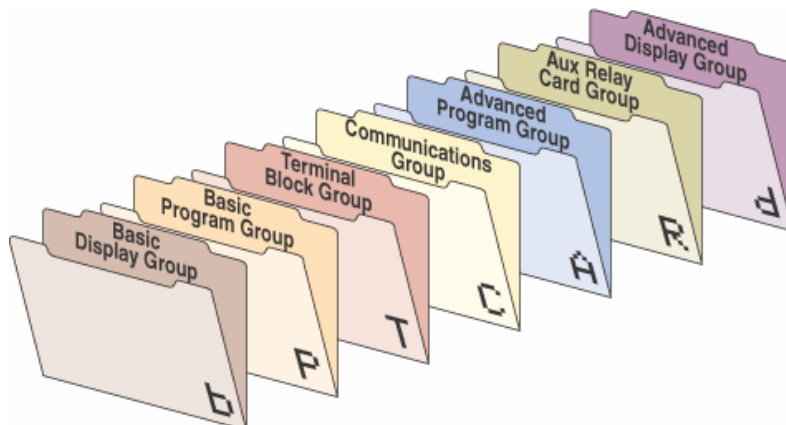 Basic
Display Group
b
Basic
Program Group
P
Terminal
Block Group
T
Communications
Group
C
Advanced
Program Group
A
Aux Relay
Card Group
R
Advanced
Display Group
d